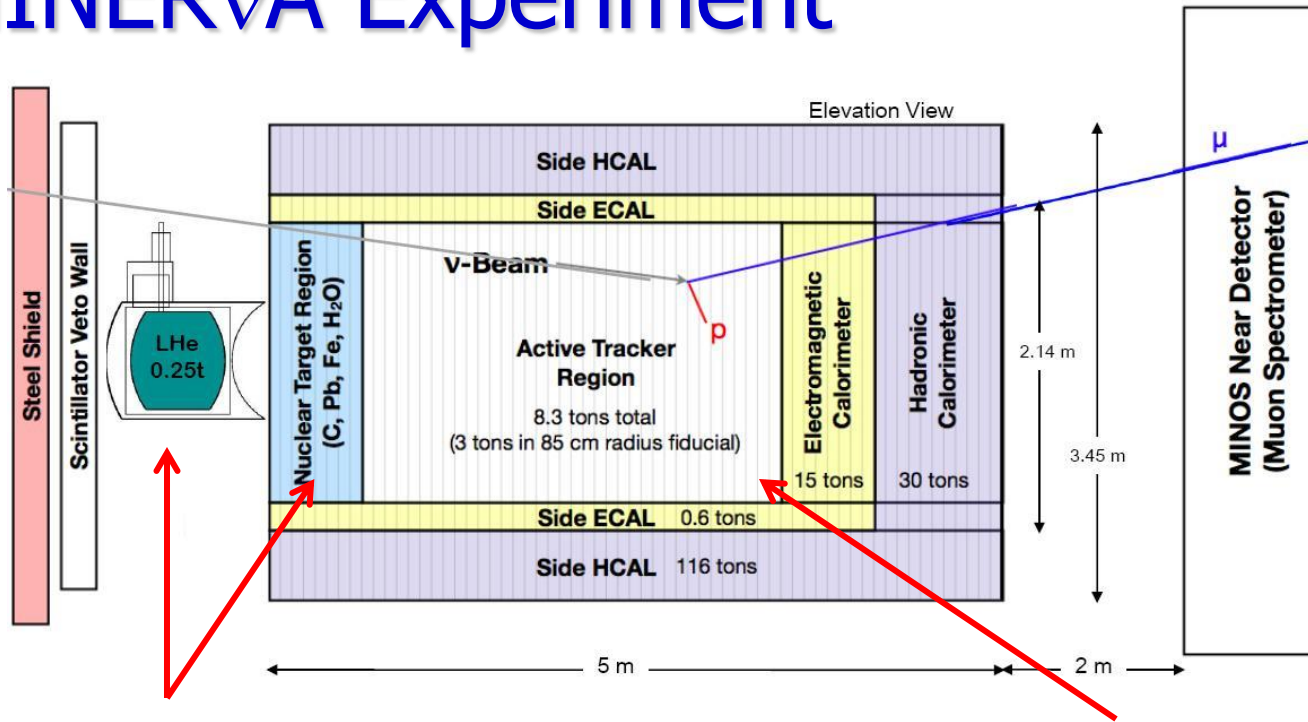 INERνA Experiment
Elevation View
Steel Shield
Scintillator Veto Wall
LHe
0.25t
Side HCAL
Side ECAL
Nuclear Target Region
(C, Pb, Fe, H₂O)
ν-Beam
p
μ
Active Tracker
Region
8.3 tons total
(3 tons in 85 cm radius fiducial)
Electromagnetic
Calorimeter
15 tons
Hadronic
Calorimeter
30 tons
Side ECAL 0.6 tons
Side HCAL 116 tons
2.14 m
3.45 m
MINOS Near Detector
(Muon Spectrometer)
5 m
2 m